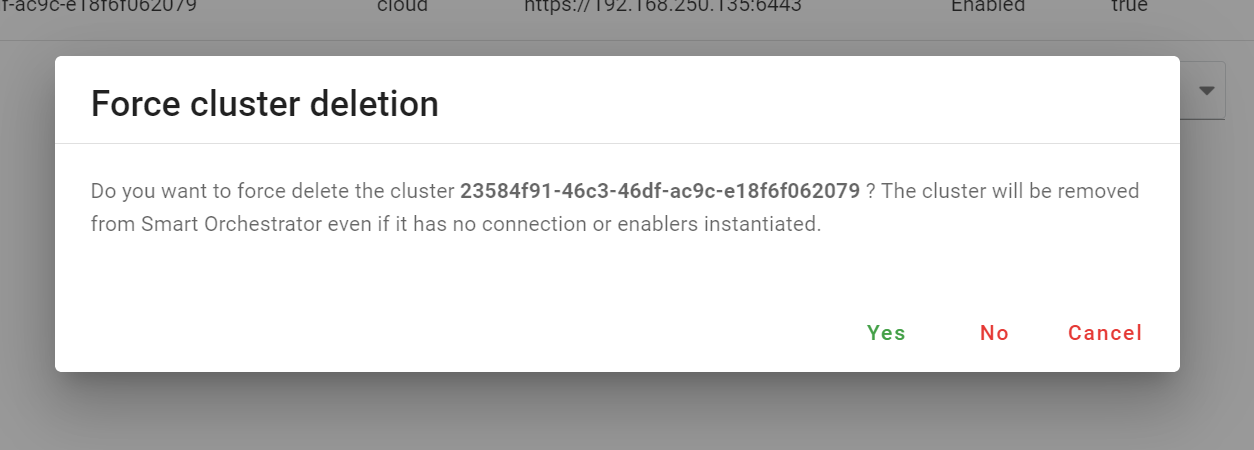 f-ac9c-e18f6f062079 cloud https://192.168.250.135:6443 Enabled true
Force cluster deletion
Do you want to force delete the cluster 23584f91-46c3-46df-ac9c-e18f6f062079 ? The cluster will be removed
from Smart Orchestrator even if it has no connection or enablers instantiated.
Yes No Cancel